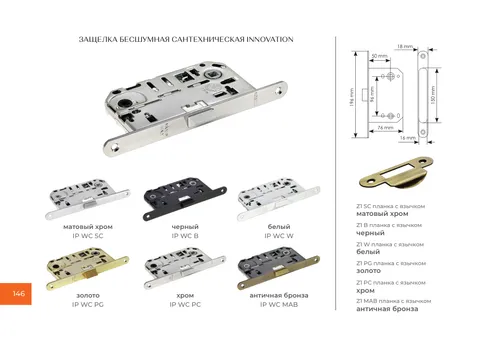 ЗАЩЕЛКА БЕСШУМНАЯ САНТЕХНИЧЕСКАЯ INNOVATION
18 mm
50 mm
196 mm
96 mm
130 mm
76 mm
16 mm
матовый хром
IP WC SC
черный
IP WC B
белый
IP WC W
золото
IP WC PG
хром
IP WC PC
античная бронза
IP WC MAB
Z1 SC планка с язычком
матовый хром
Z1 B планка с язычком
черный
Z1 W планка с язычком
белый
Z1 PG планка с язычком
золото
Z1 PC планка с язычком
хром
Z1 MAB планка с язычком
античная бронза
146